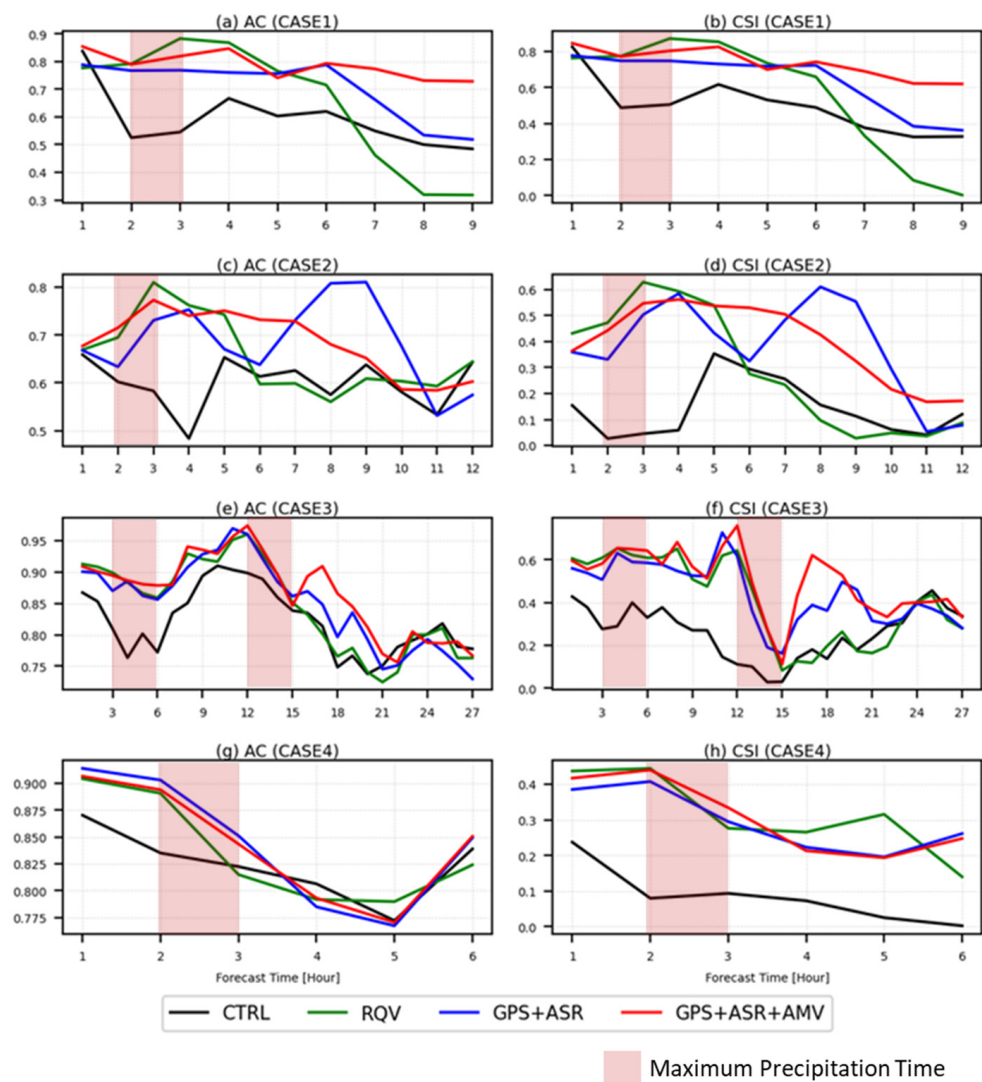 (a) AC (CASE1)
0.9
0.8
0.7
0.6
0.5
0.4
0.3
1 2 3 4 5 6 7 8 9
(b) CSI (CASE1)
0.8
0.6
0.4
0.2
0.0
1 2 3 4 5 6 7 8 9
(c) AC (CASE2)
0.8
0.7
0.6
0.5
1 2 3 4 5 6 7 8 9 10 11 12
(d) CSI (CASE2)
0.6
0.5
0.4
0.3
0.2
0.1
0.0
1 2 3 4 5 6 7 8 9 10 11 12
(e) AC (CASE3)
0.95
0.90
0.85
0.80
0.75
3 6 9 12 15 18 21 24 27
(f) CSI (CASE3)
0.6
0.4
0.2
0.0
3 6 9 12 15 18 21 24 27
(g) AC (CASE4)
0.900
0.875
0.850
0.825
0.800
0.775
1 2 3 4 5 6
Forecast Time [Hour]
(h) CSI (CASE4)
0.4
0.3
0.2
0.1
0.0
1 2 3 4 5 6
Forecast Time [Hour]
CTRL RQV GPS+ASR GPS+ASR+AMV
Maximum Precipitation Time